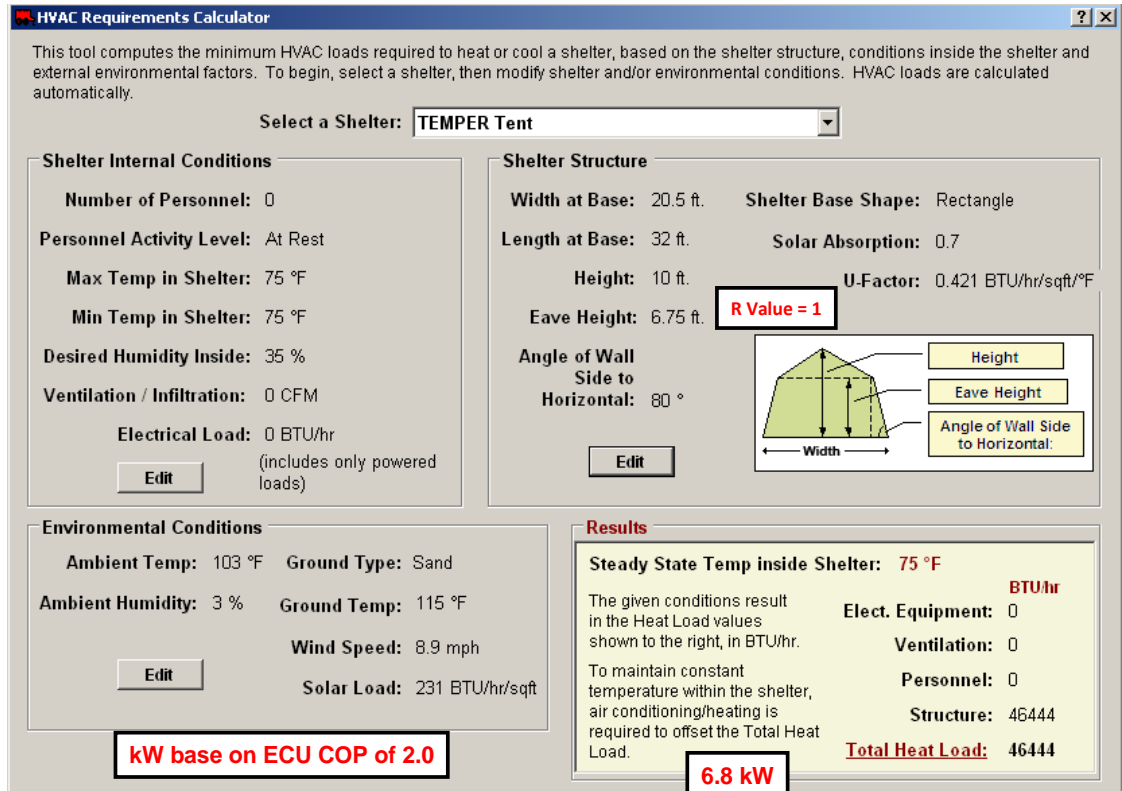 HVAC Requirements Calculator
This tool computes the minimum HVAC loads required to heat or cool a shelter, based on the shelter structure, conditions inside the shelter and
external environmental factors. To begin, select a shelter, then modify shelter and/or environmental conditions. HVAC loads are calculated
automatically.
Select a Shelter: TEMPER Tent
Shelter Internal Conditions
Number of Personnel: 0
Personnel Activity Level: At Rest
Max Temp in Shelter: 75 °F
Min Temp in Shelter: 75 °F
Desired Humidity Inside: 35 %
Ventilation / Infiltration: 0 CFM
Electrical Load: 0 BTU/hr
(includes only powered
loads)
Edit
Shelter Structure
Width at Base: 20.5 ft.
Length at Base: 32 ft.
Height: 10 ft.
Eave Height: 6.75 ft.
Angle of Wall
Side to
Horizontal: 80 °
Edit
Shelter Base Shape: Rectangle
Solar Absorption: 0.7
U-Factor: 0.421 BTU/hr/sqft/°F
R Value = 1
Height
Eave Height
Angle of Wall Side
to Horizontal:
Width
Environmental Conditions
Ambient Temp: 103 °F
Ambient Humidity: 3 %
Edit
Ground Type: Sand
Ground Temp: 115 °F
Wind Speed: 8.9 mph
Solar Load: 231 BTU/hr/sqft
kW base on ECU COP of 2.0
Results
Steady State Temp inside Shelter: 75 °F
The given conditions result
in the Heat Load values
shown to the right, in BTU/hr.
To maintain constant
temperature within the shelter,
air conditioning/heating is
required to offset the Total Heat
Load.
BTU/hr
Elect. Equipment: 0
Ventilation: 0
Personnel: 0
Structure: 46444
Total Heat Load: 46444
6.8 kW